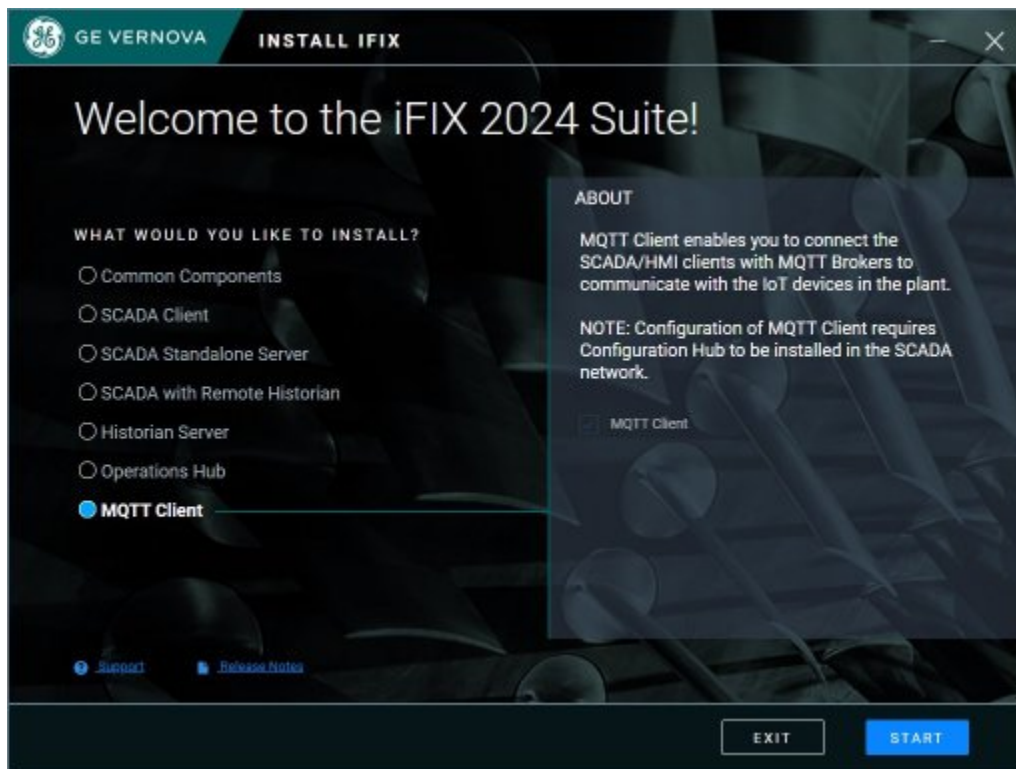 GE VERNOVA
INSTALL IFIX
Welcome to the iFIX 2024 Suite!
WHAT WOULD YOU LIKE TO INSTALL?
Common Components
SCADA Client
SCADA Standalone Server
SCADA with Remote Historian
Historian Server
Operations Hub
MQTT Client
ABOUT
MQTT Client enables you to connect the
SCADA/HMI clients with MQTT Brokers to
communicate with the IoT devices in the plant.
NOTE: Configuration of MQTT Client requires
Configuration Hub to be installed in the SCADA
network.
MQTT Client
Support
Release Notes
EXIT
START